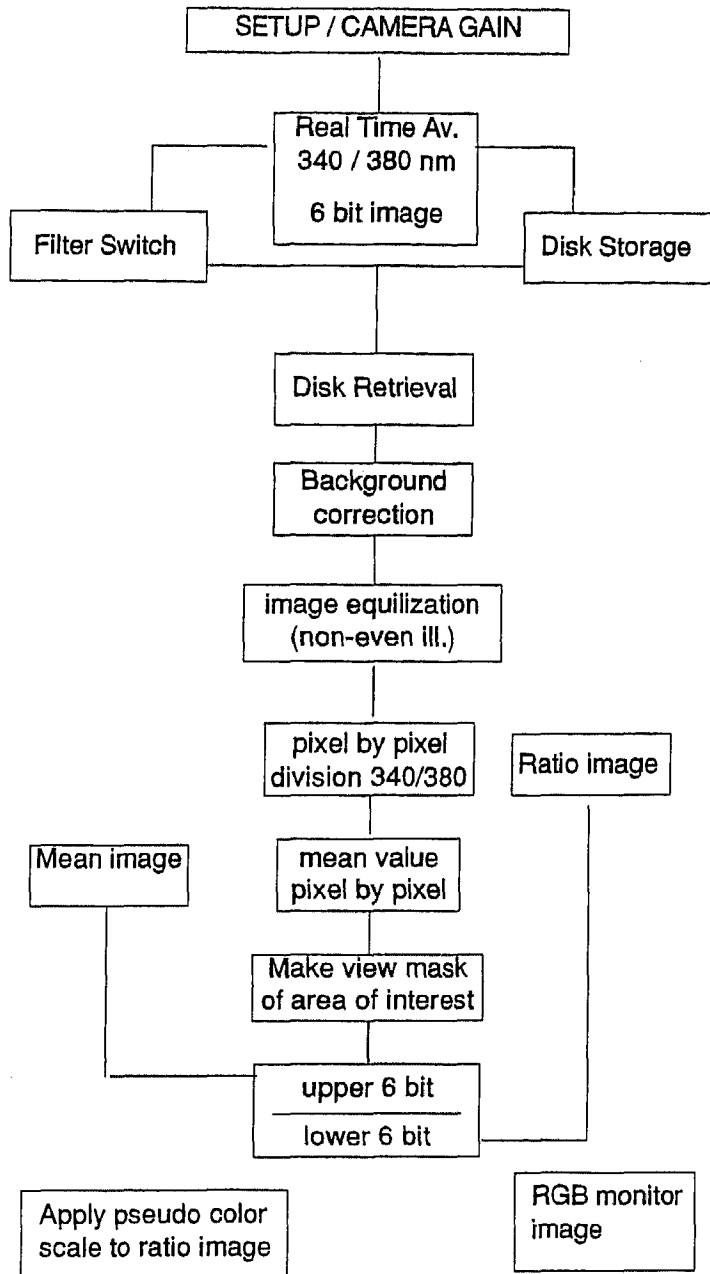 SETUP / CAMERA GAIN
Real Time Av.
340 / 380 nm
6 bit image
Filter Switch
Disk Storage
Disk Retrieval
Background
correction
image equilization
(non-even ill.)
pixel by pixel
division 340/380
Ratio image
Mean image
mean value
pixel by pixel
Make view mask
of area of interest
upper 6 bit
lower 6 bit
Apply pseudo color
scale to ratio image
RGB monitor
image